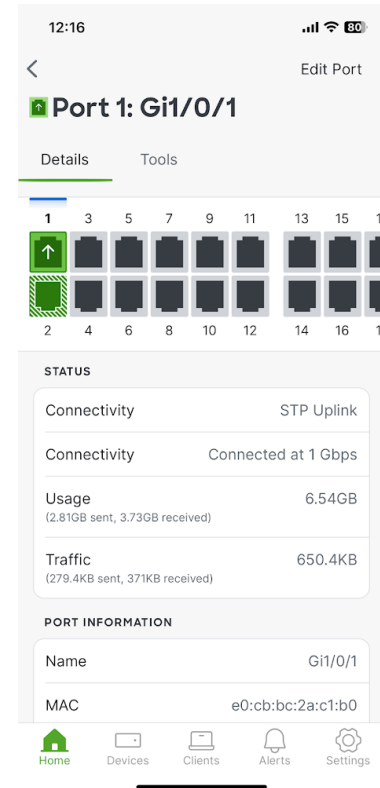 12:16
80
Edit Port
Port 1: Gi1/0/1
Details Tools
1 3 5 7 9 11 13 15 1
2 4 6 8 10 12 14 16 1
STATUS
Connectivity STP Uplink
Connectivity Connected at 1 Gbps
Usage 6.54GB
(2.81GB sent, 3.73GB received)
Traffic 650.4KB
(279.4KB sent, 371KB received)
PORT INFORMATION
Name Gi1/0/1
MAC e0:cb:bc:2a:c1:b0
Home Devices Clients Alerts Settings